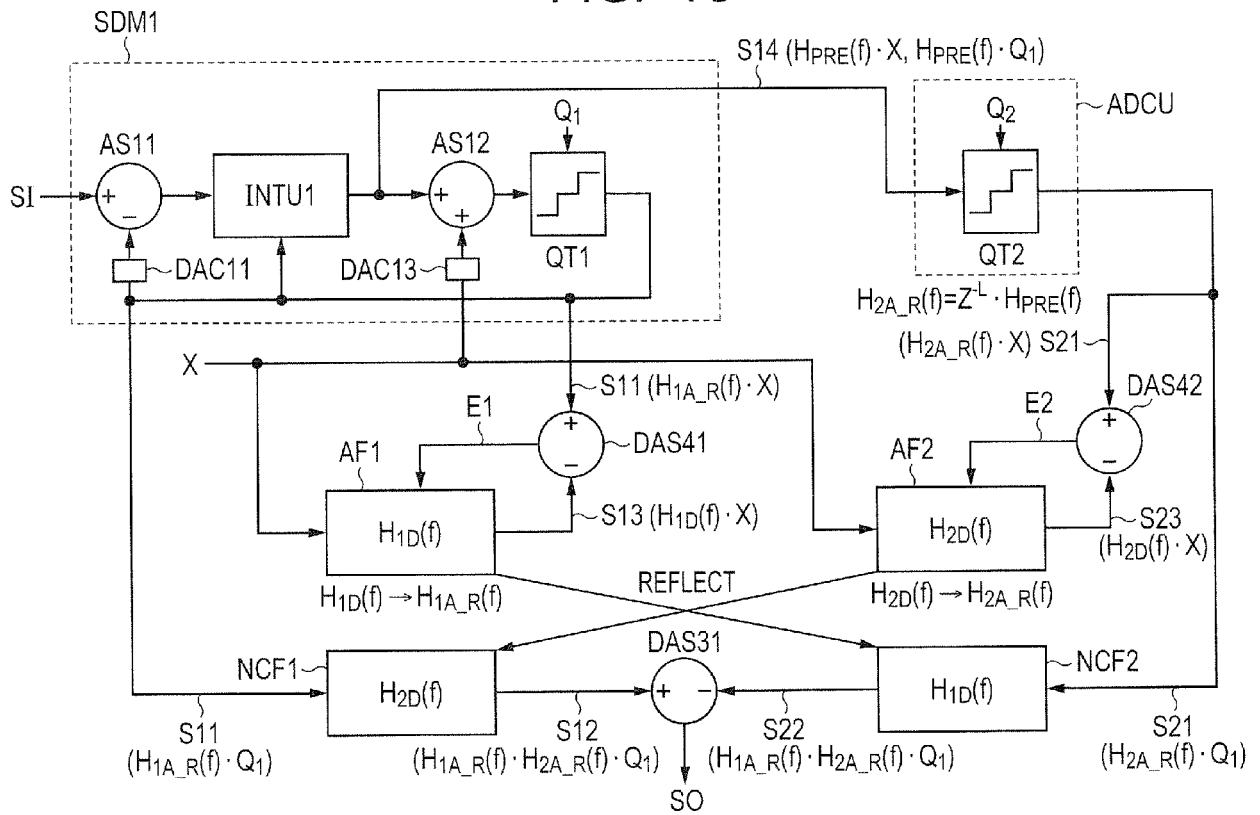 SDM1
S14 (HPRE(f) · X, HPRE(f) · Q1)
ADCU
AS11
AS12
Q1
Q2
SI
+
−
INTU1
+
+
QT1
QT2
DAC11
DAC13
H2A_R(f)=Z-L · HPRE(f)
(H2A_R(f) · X) S21
X
S11 (H1A_R(f) · X)
DAS42
E1
E2
+
−
DAS41
+
−
AF1
AF2
H1D(f)
S13 (H1D(f) · X)
H2D(f)
S23
(H2D(f) · X)
H1D(f) → H1A_R(f)
REFLECT
H2D(f) → H2A_R(f)
DAS31
NCF1
NCF2
H2D(f)
+
−
H1D(f)
S11
(H1A_R(f) · Q1)
S12
(H1A_R(f) · H2A_R(f) · Q1)
S22
(H1A_R(f) · H2A_R(f) · Q1)
S21
(H2A_R(f) · Q1)
SO